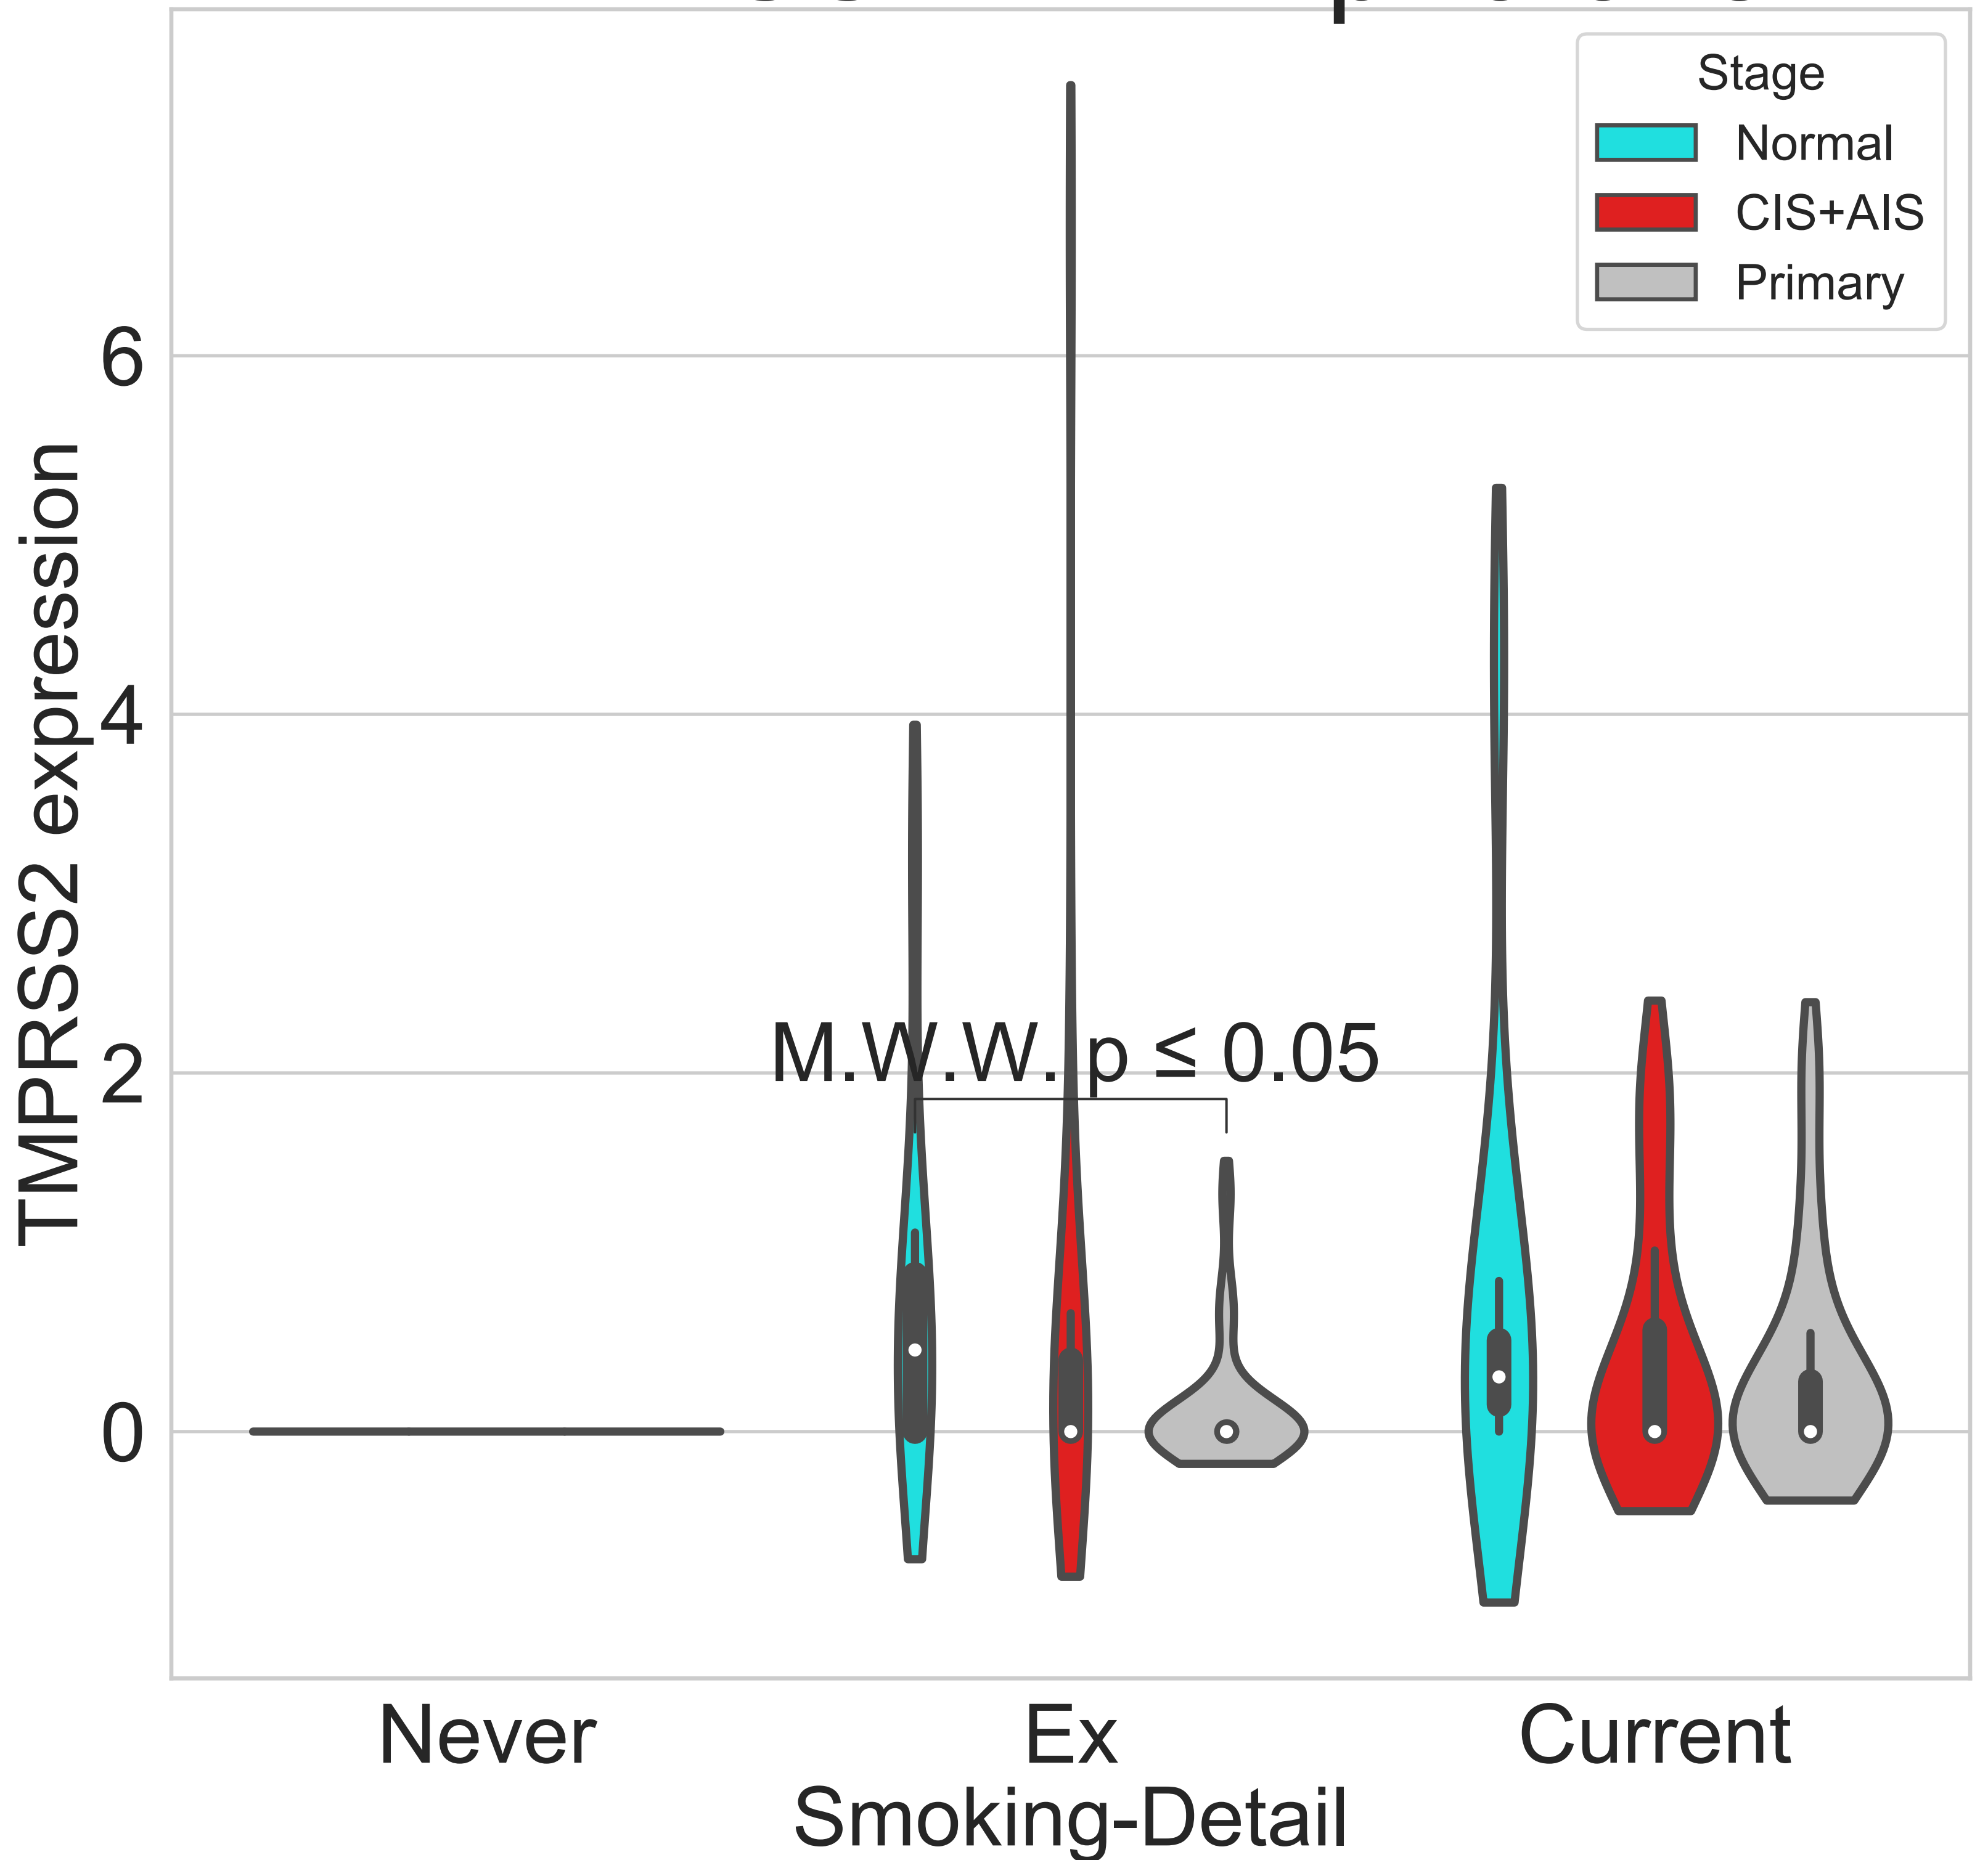 Stage
Normal
CIS+AIS
Primary
6
4
2
0
TMPRSS2 expression
M.W.W. p ≤ 0.05
Never
Ex
Current
Smoking-Detail